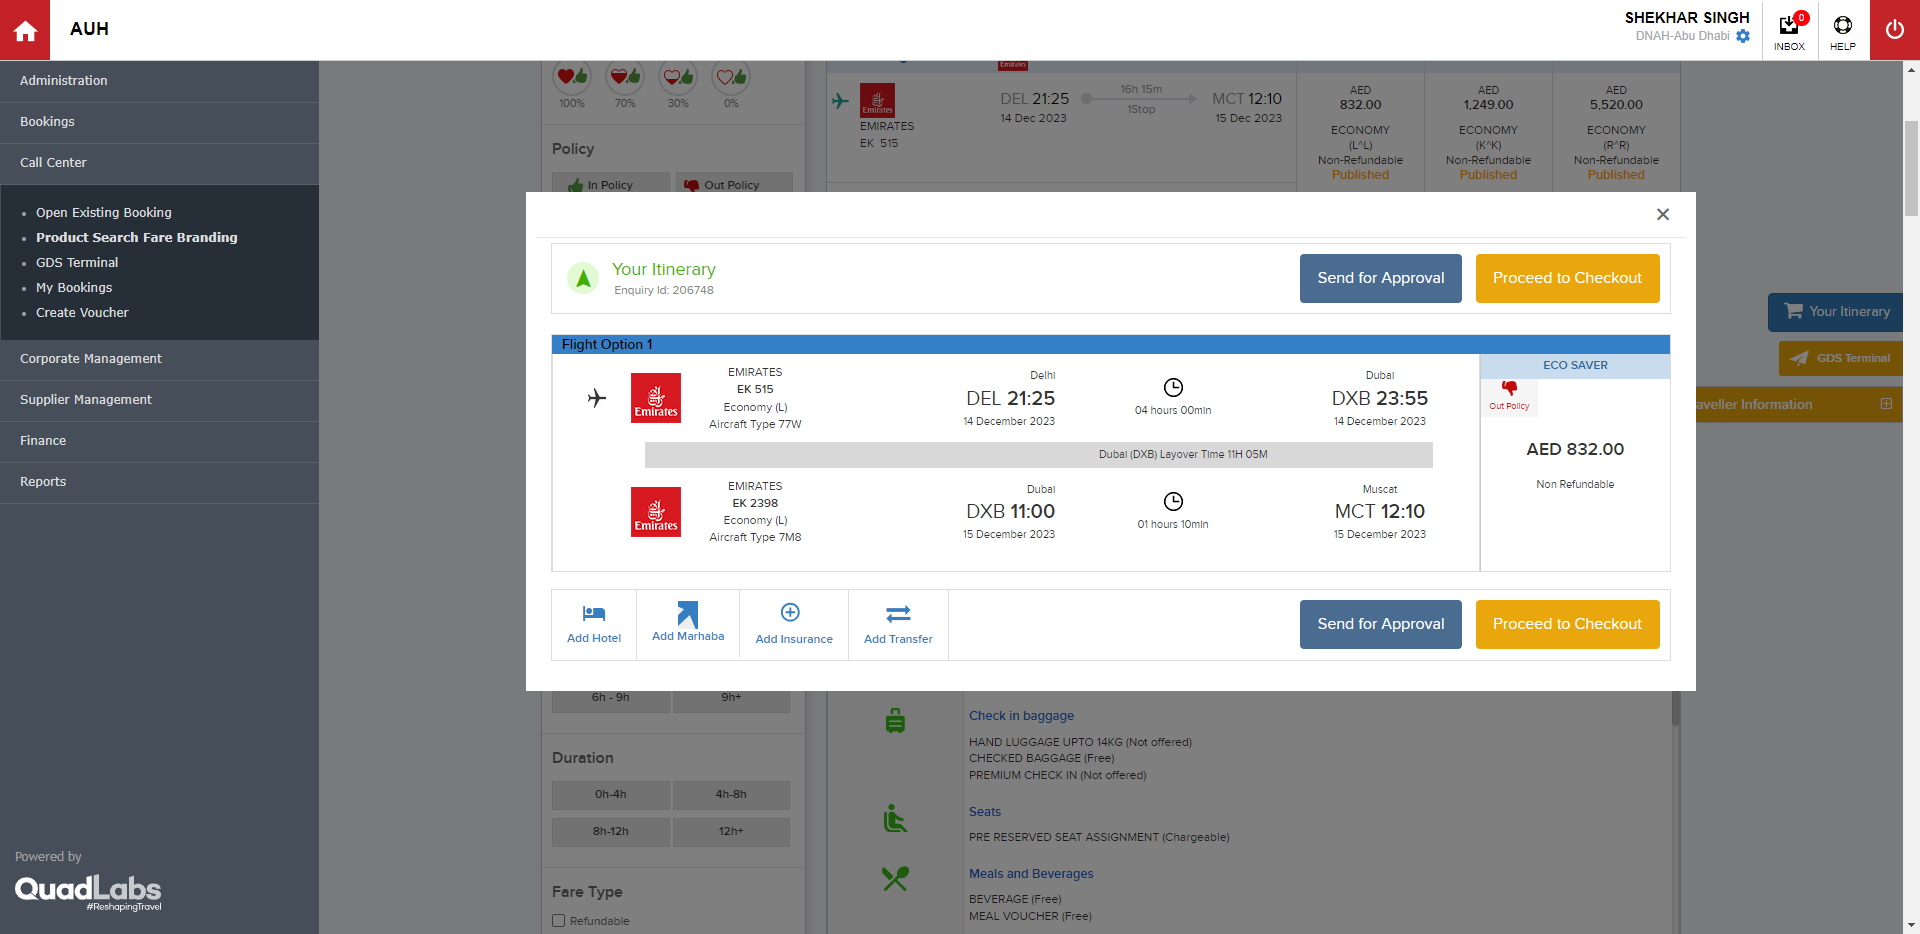 AUH
SHEKHAR SINGH
DNAH-Abu Dhabi
0
INBOX
HELP
Administration
Bookings
Call Center
Open Existing Booking
Product Search Fare Branding
GDS Terminal
My Bookings
Create Voucher
Corporate Management
Supplier Management
Finance
Reports
Powered by
QuadLabs
#ReshapingTravel
100% 70% 30% 0%
Policy
In Policy Out Policy
Emirates
Emirates
EMIRATES
EK 515
DEL 21:25
14 Dec 2023
16h 15m
1Stop
MCT 12:10
15 Dec 2023
AED
832.00
ECONOMY
(L^L)
Non-Refundable
Published
AED
1,249.00
ECONOMY
(K^K)
Non-Refundable
Published
AED
5,520.00
ECONOMY
(R^R)
Non-Refundable
Published
Your Itinerary
Enquiry Id: 206748
Send for Approval
Proceed to Checkout
Flight Option 1
Emirates
EMIRATES
EK 515
Economy (L)
Aircraft Type 77W
Delhi
DEL 21:25
14 December 2023
04 hours 00min
Dubai
DXB 23:55
14 December 2023
ECO SAVER
Out Policy
AED 832.00
Non Refundable
Dubai (DXB) Layover Time 11H 05M
Emirates
EMIRATES
EK 2398
Economy (L)
Aircraft Type 7M8
Dubai
DXB 11:00
15 December 2023
01 hours 10min
Muscat
MCT 12:10
15 December 2023
Add Hotel
Add Marhaba
Add Insurance
Add Transfer
Send for Approval
Proceed to Checkout
Your Itinerary
GDS Terminal
aveller Information
6h - 9h 9h+
Duration
0h-4h 4h-8h
8h-12h 12h+
Fare Type
Refundable
Check in baggage
HAND LUGGAGE UPTO 14KG (Not offered)
CHECKED BAGGAGE (Free)
PREMIUM CHECK IN (Not offered)
Seats
PRE RESERVED SEAT ASSIGNMENT (Chargeable)
Meals and Beverages
BEVERAGE (Free)
MEAL VOUCHER (Free)